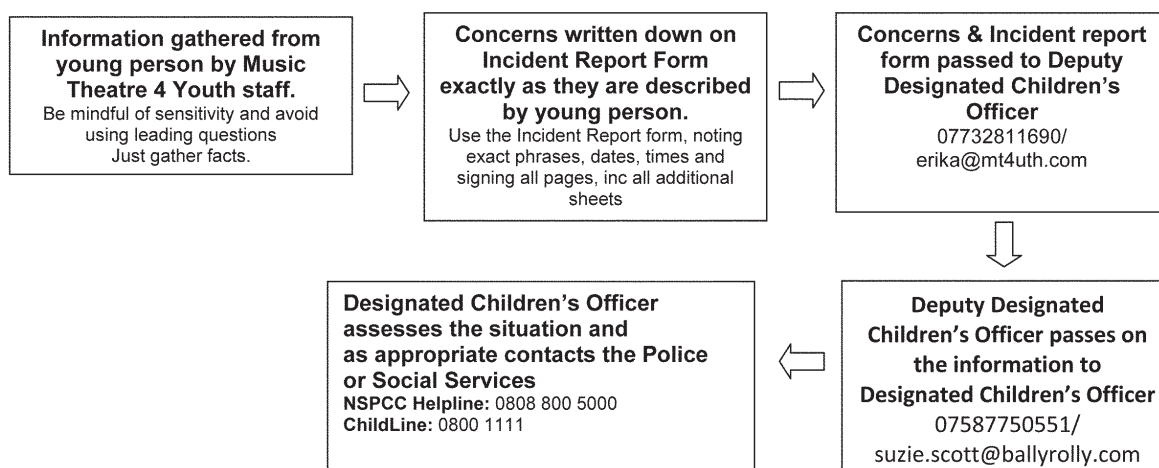 Information gathered from
young person by Music
Theatre 4 Youth staff.
Be mindful of sensitivity and avoid
using leading questions
Just gather facts.
Concerns written down on
Incident Report Form
exactly as they are described
by young person.
Use the Incident Report form, noting
exact phrases, dates, times and
signing all pages, inc all additional
sheets
Concerns & Incident report
form passed to Deputy
Designated Children's
Officer
07732811690/
erika@mt4uth.com
Deputy Designated
Children's Officer passes on
the information to
Designated Children's Officer
07587750551/
suzie.scott@ballyrolly.com
Designated Children's Officer
assesses the situation and
as appropriate contacts the Police
or Social Services
NSPCC Helpline: 0808 800 5000
ChildLine: 0800 1111